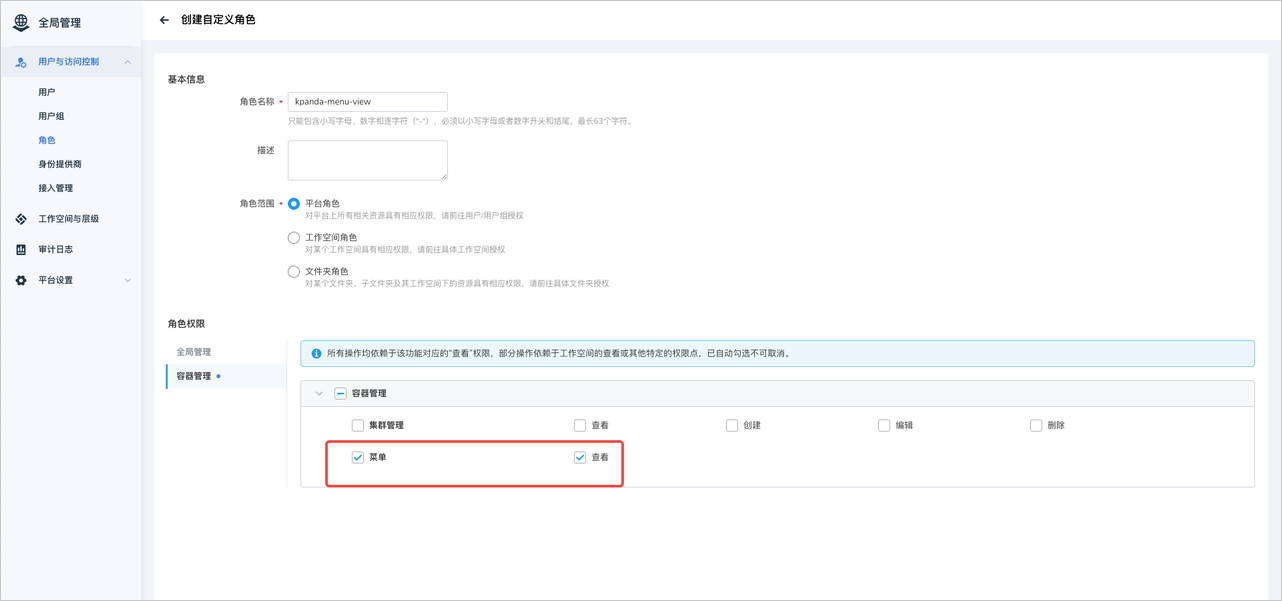 全局管理
创建自定义角色
用户与访问控制
用户
用户组
角色
身份提供商
接入管理
工作空间与层级
审计日志
平台设置
基本信息
角色名称 * kpanda-menu-view
只能包含小写字母、数字和连字符（"-"），必须以小写字母或者数字开头和结尾，最长63个字符。
描述
角色范围 * 平台角色
对平台上所有相关资源具有相应权限，请前往用户/用户组授权
工作空间角色
对某个工作空间具有相应权限，请前往具体工作空间授权
文件夹角色
对某个文件夹、子文件夹及其工作空间下的资源具有相应权限，请前往具体文件夹授权
角色权限
全局管理
容器管理
所有操作均依赖于该功能对应的"查看"权限，部分操作依赖于工作空间的查看或其他特定的权限点，已自动勾选不可取消。
容器管理
集群管理 查看 创建 编辑 删除
菜单 查看